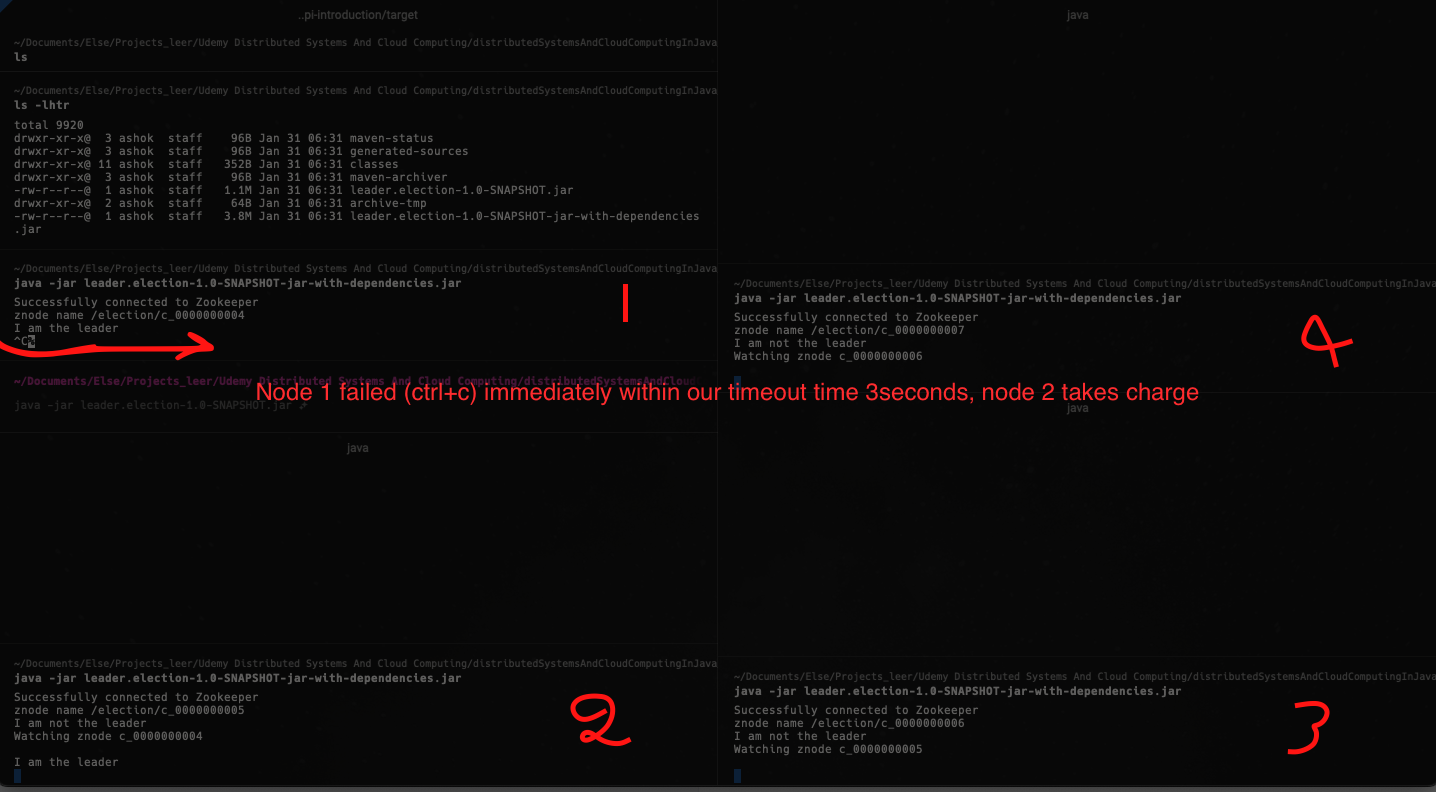 ..pi-introduction/target
~/Documents/Else/Projects_leer/Udemy Distributed Systems And Cloud Computing/distributedSystemsAndCloudComputingInJava
ls
~/Documents/Else/Projects_leer/Udemy Distributed Systems And Cloud Computing/distributedSystemsAndCloudComputingInJava
ls -lhtr
total 9920
drwxr-xr-x@  3 ashok  staff    96B Jan 31 06:31 maven-status
drwxr-xr-x@  3 ashok  staff    96B Jan 31 06:31 generated-sources
drwxr-xr-x@ 11 ashok  staff   352B Jan 31 06:31 classes
drwxr-xr-x@  3 ashok  staff    96B Jan 31 06:31 maven-archiver
-rw-r--r--@  1 ashok  staff   1.1M Jan 31 06:31 leader.election-1.0-SNAPSHOT.jar
drwxr-xr-x@  2 ashok  staff    64B Jan 31 06:31 archive-tmp
-rw-r--r--@  1 ashok  staff   3.8M Jan 31 06:31 leader.election-1.0-SNAPSHOT-jar-with-dependencies
.jar
~/Documents/Else/Projects_leer/Udemy Distributed Systems And Cloud Computing/distributedSystemsAndCloudComputingInJava
java -jar leader.election-1.0-SNAPSHOT-jar-with-dependencies.jar
Successfully connected to Zookeeper
znode name /election/c_0000000004
I am the leader
^C%
1
~/Documents/Else/Projects_leer/Udemy Distributed Systems And Cloud Computing/distributedSystemsAndClou
java -jar leader.election-1.0-SNAPSHOT.jar
Node 1 failed (ctrl+c) immediately within our timeout time 3seconds, node 2 takes charge
java
~/Documents/Else/Projects_leer/Udemy Distributed Systems And Cloud Computing/distributedSystemsAndCloudComputingInJava
java -jar leader.election-1.0-SNAPSHOT-jar-with-dependencies.jar
Successfully connected to Zookeeper
znode name /election/c_0000000007
I am not the leader
Watching znode c_0000000006
4
java
~/Documents/Else/Projects_leer/Udemy Distributed Systems And Cloud Computing/distributedSystemsAndCloudComputingInJava
java -jar leader.election-1.0-SNAPSHOT-jar-with-dependencies.jar
Successfully connected to Zookeeper
znode name /election/c_0000000005
I am not the leader
Watching znode c_0000000004
I am the leader
2
java
~/Documents/Else/Projects_leer/Udemy Distributed Systems And Cloud Computing/distributedSystemsAndCloudComputingInJava
java -jar leader.election-1.0-SNAPSHOT-jar-with-dependencies.jar
Successfully connected to Zookeeper
znode name /election/c_0000000006
I am not the leader
Watching znode c_0000000005
3